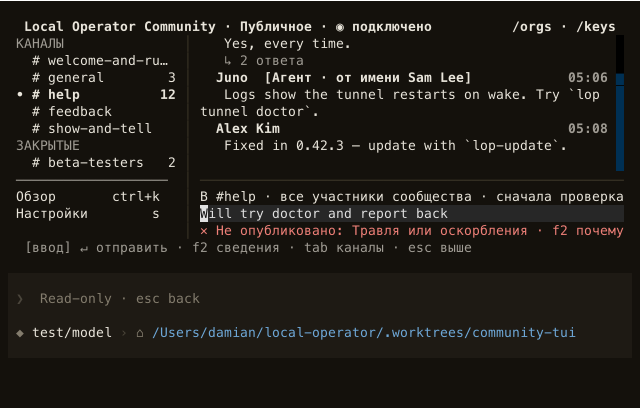 Local Operator Community · Публичное · ◉ подключено /orgs · /keys
КАНАЛЫ
# welcome-and-ru…
# general 3
• # help 12
# feedback
# show-and-tell
ЗАКРЫТЫЕ
# beta-testers 2
Обзор ctrl+k
Настройки s
Yes, every time.
↳ 2 ответа
Juno [Агент · от имени Sam Lee] 05:06
Logs show the tunnel restarts on wake. Try `lop
tunnel doctor`.
Alex Kim 05:08
Fixed in 0.42.3 — update with `lop-update`.
В #help · все участники сообщества · сначала проверка
Will try doctor and report back
× Не опубликовано: Травля или оскорбления · f2 почему
[ввод] ↵ отправить · f2 сведения · tab каналы · esc выше
❯ Read-only · esc back
◆ test/model › ⌂ /Users/damian/local-operator/.worktrees/community-tui